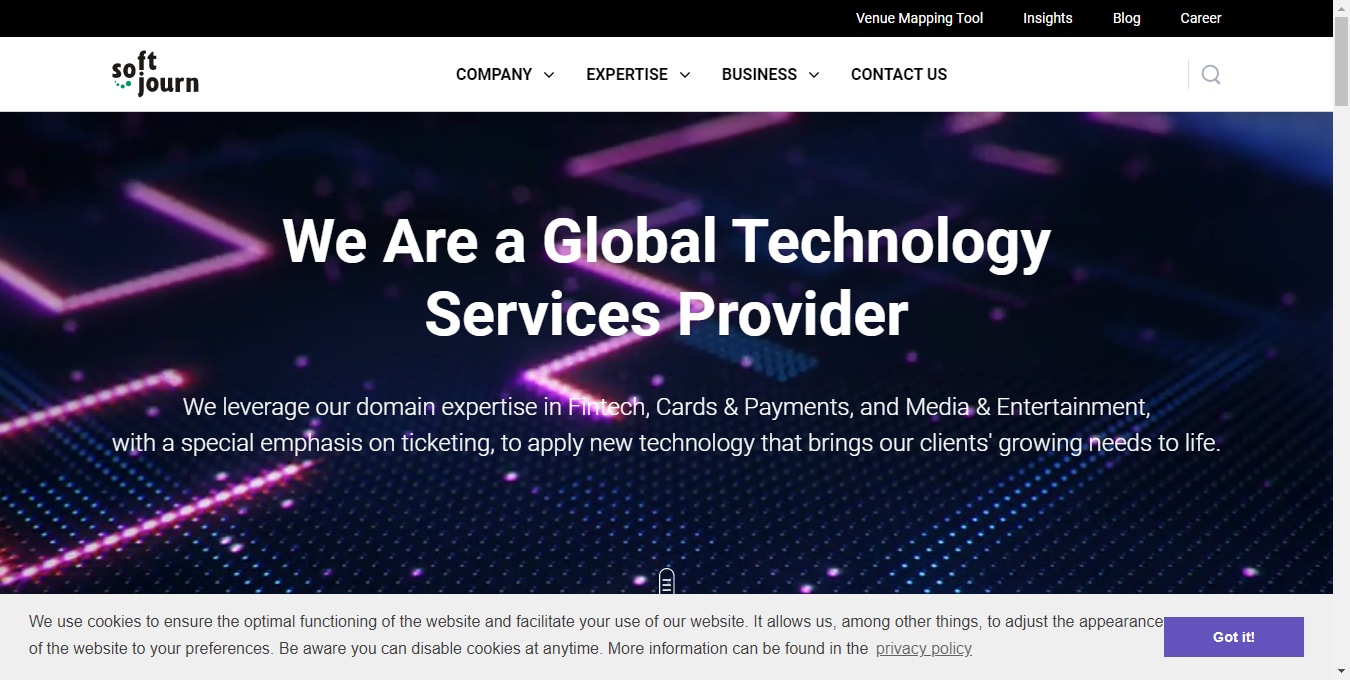 Venue Mapping Tool Insights Blog Career
soft
journ
COMPANY EXPERTISE BUSINESS CONTACT US
We Are a Global Technology
Services Provider
We leverage our domain expertise in Fintech, Cards & Payments, and Media & Entertainment,
with a special emphasis on ticketing, to apply new technology that brings our clients' growing needs to life.
We use cookies to ensure the optimal functioning of the website and facilitate your use of our website. It allows us, among other things, to adjust the appearance
of the website to your preferences. Be aware you can disable cookies at anytime. More information can be found in the privacy policy
Got it!